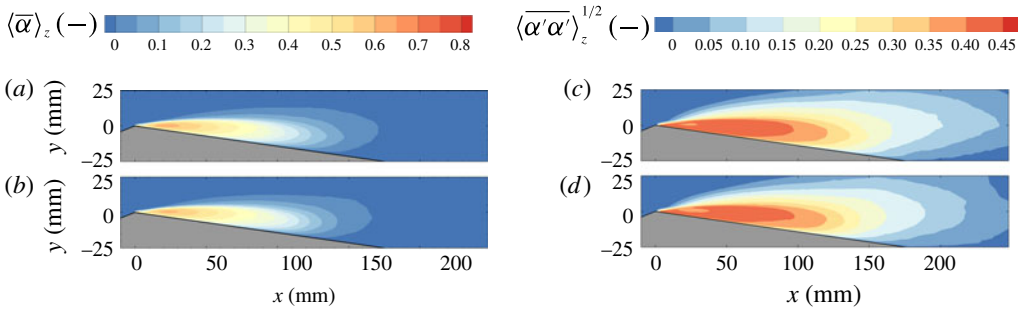 ⟨α̅⟩z (−)
0 0.1 0.2 0.3 0.4 0.5 0.6 0.7 0.8
⟨α′α′⟩z^1/2 (−)
0 0.05 0.10 0.15 0.20 0.25 0.30 0.35 0.40 0.45
(a)
y (mm)
25
0
−25
(c)
25
0
−25
(b)
y (mm)
25
0
−25
(d)
25
0
−25
0 50 100 150 200
x (mm)
0 50 100 150 200
x (mm)